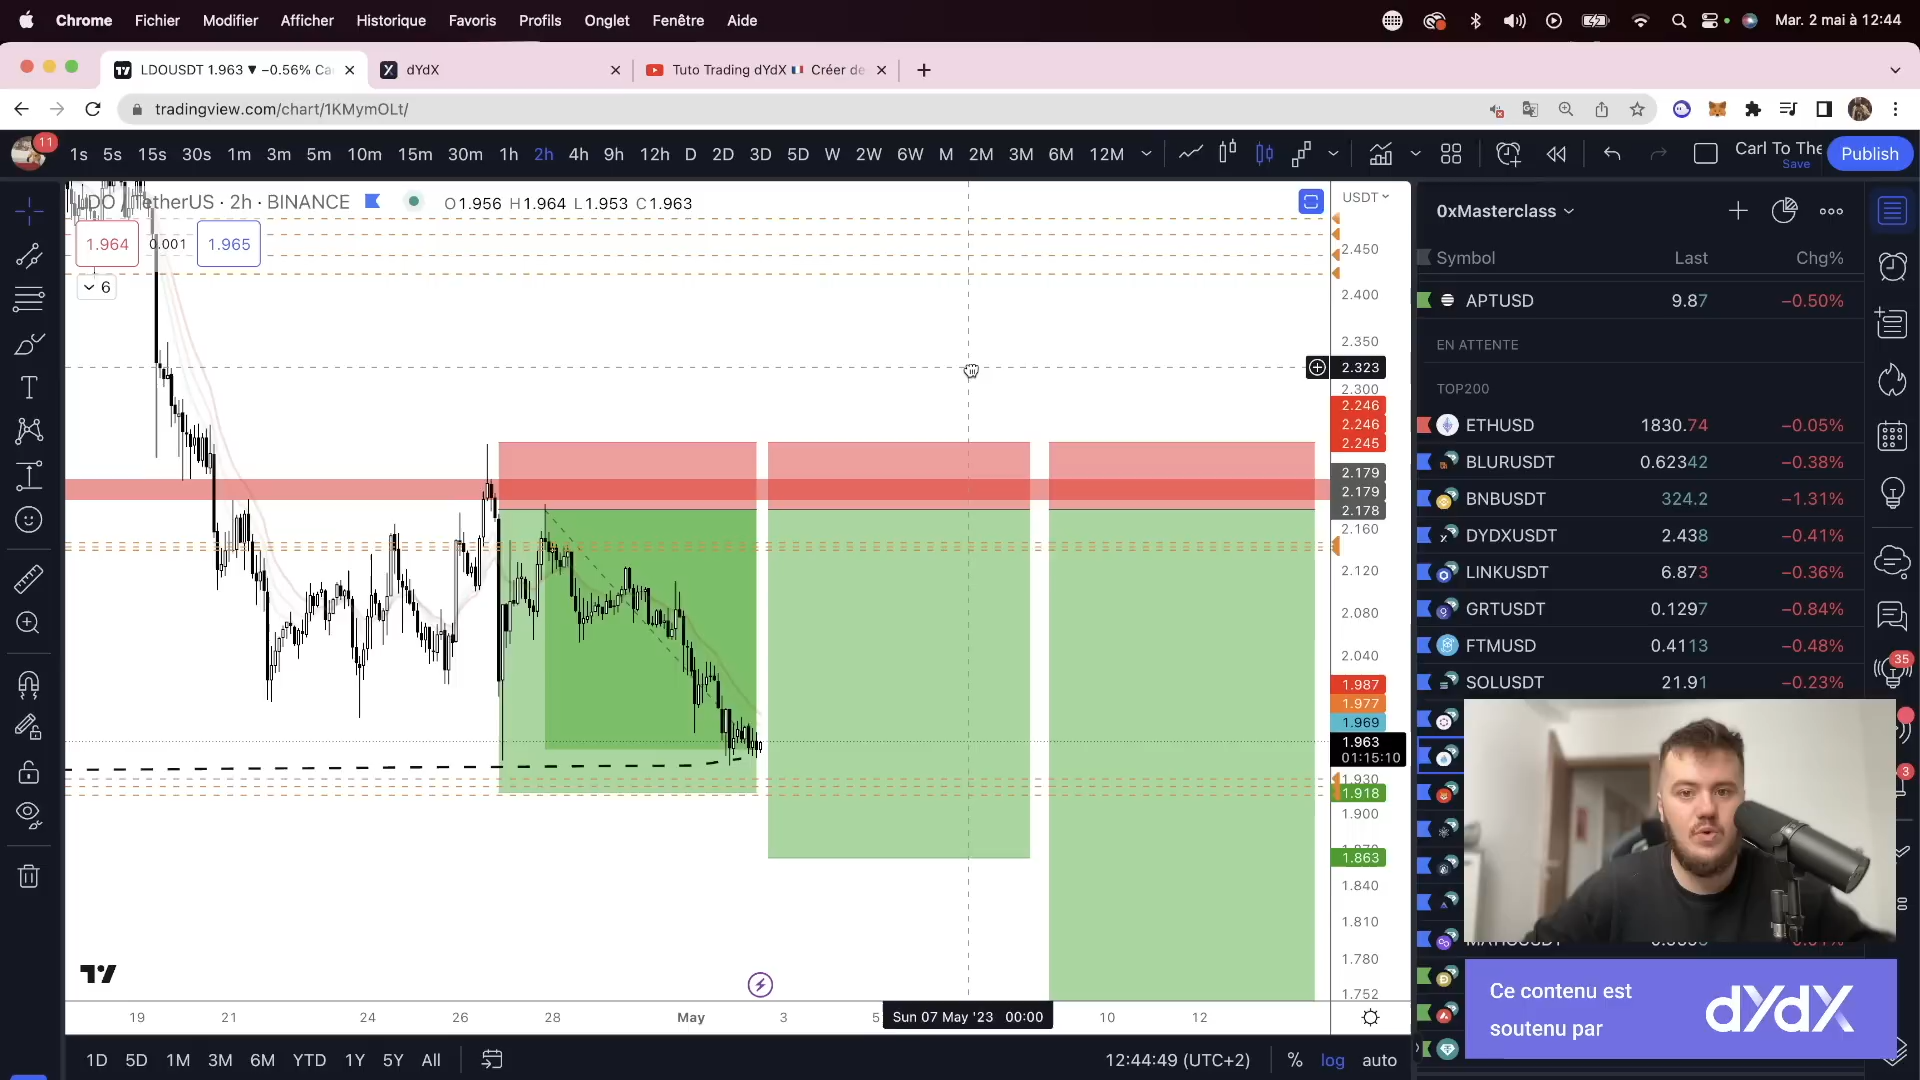 Chrome Fichier Modifier Afficher Historique Favoris Profils Onglet Fenêtre Aide Mar. 2 mai à 12:44
LDOUSDT 1.963 ▼ −0.56% Ca
dYdX
Tuto Trading dYdX 🇫🇷 Créer de
tradingview.com/chart/1KMymOLt/
11
1s 5s 15s 30s 1m 3m 5m 10m 15m 30m 1h 2h 4h 9h 12h D 2D 3D 5D W 2W 6W M 2M 3M 6M 12M
Carl To The
Save
Publish
LDO / TetherUS · 2h · BINANCE O1.956 H1.964 L1.953 C1.963
1.964 0.001 1.965
6
USDT
2.450
2.400
2.350
2.323
2.300
2.246
2.246
2.245
2.179
2.179
2.178
2.160
2.120
2.080
2.040
1.987
1.977
1.969
1.963
01:15:10
1.930
1.918
1.900
1.863
1.840
1.810
1.780
1.752
19 21 24 26 28 May 3 5 Sun 07 May '23 00:00 10 12
1D 5D 1M 3M 6M YTD 1Y 5Y All
12:44:49 (UTC+2) % log auto
0xMasterclass
Symbol Last Chg%
APTUSD 9.87 −0.50%
EN ATTENTE
TOP200
ETHUSD 1830.74 −0.05%
BLURUSDT 0.62342 −0.38%
BNBUSDT 324.2 −1.31%
DYDXUSDT 2.438 −0.41%
LINKUSDT 6.873 −0.36%
GRTUSDT 0.1297 −0.84%
FTMUSD 0.4113 −0.48%
SOLUSDT 21.91 −0.23%
35
3
Ce contenu est
soutenu par
dYdX